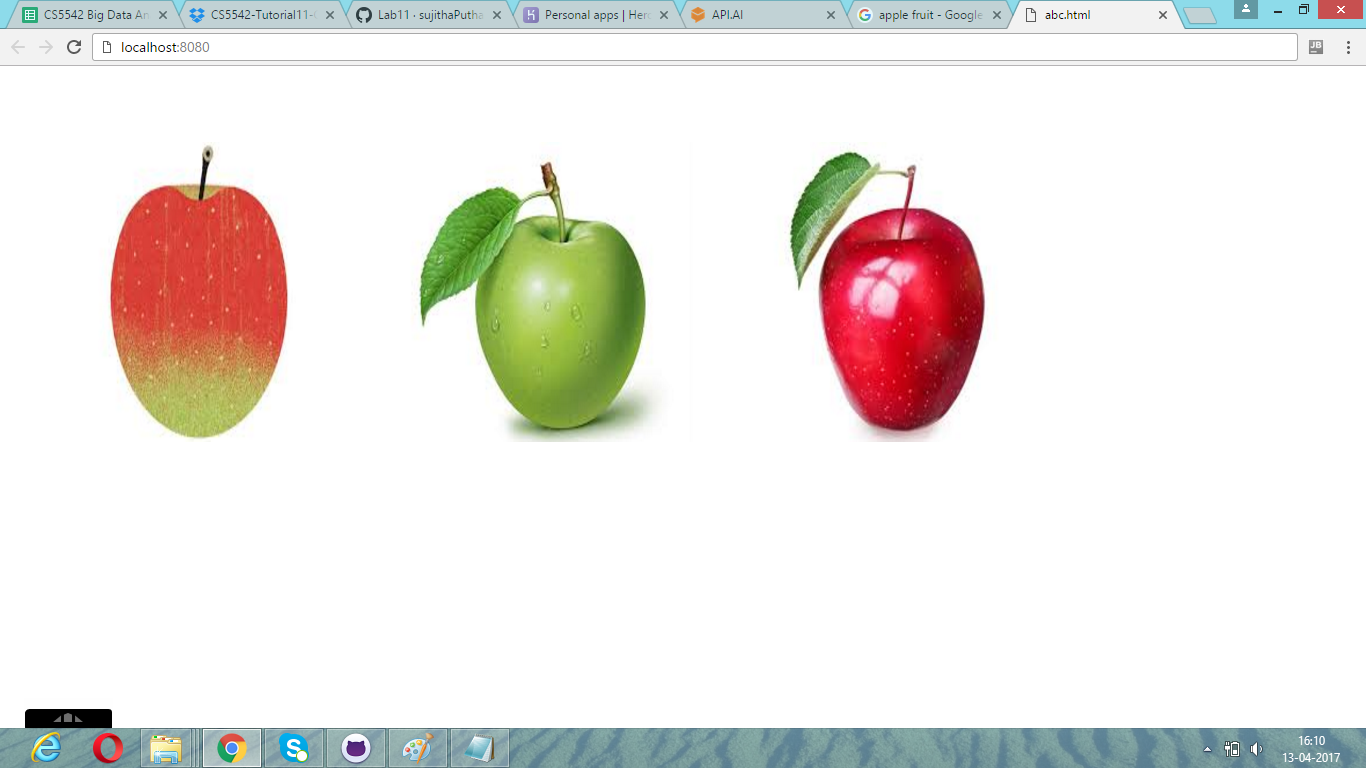 CS5542 Big Data An
CS5542-Tutorial11-
Lab11 · sujithaPutha
Personal apps | Her
API.AI
apple fruit - Google
abc.html
localhost:8080
JB
16:10
13-04-2017